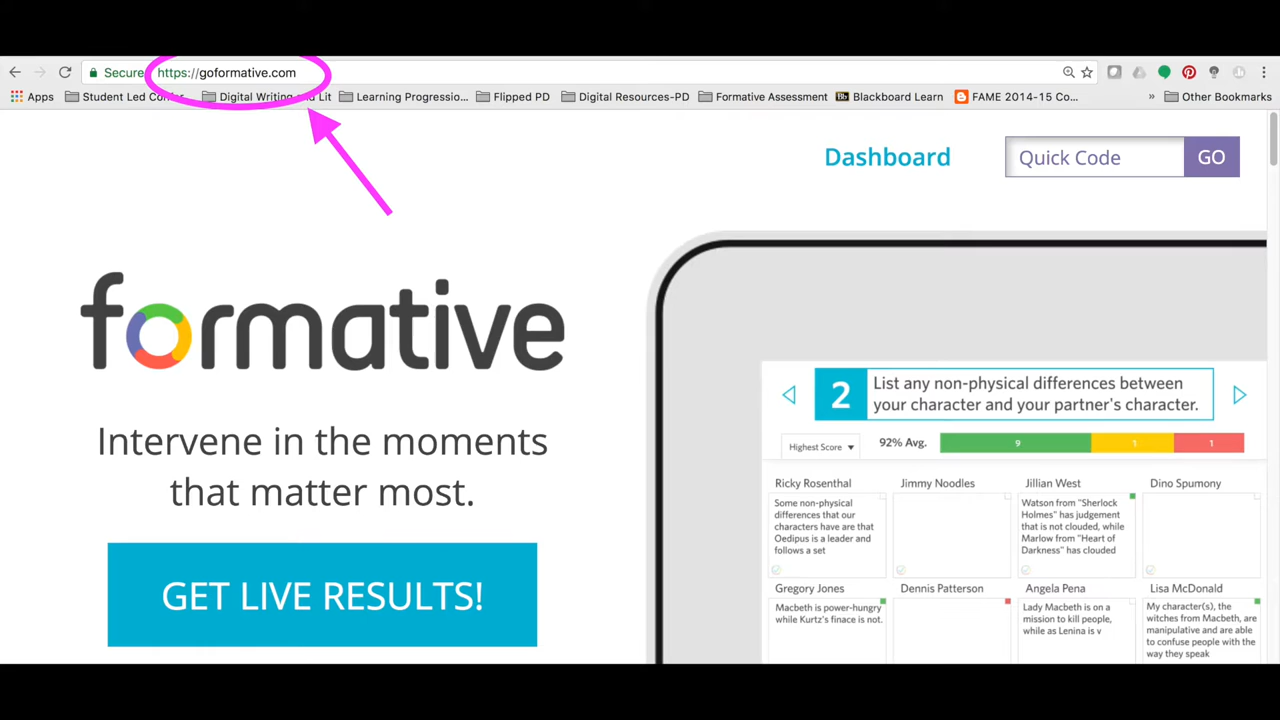 Secure https://goformative.com
Apps Student Led Confer Digital Writing and Lit Learning Progressio... Flipped PD Digital Resources-PD Formative Assessment Bb Blackboard Learn FAME 2014-15 Co... » Other Bookmarks
Dashboard Quick Code GO
formative
Intervene in the moments
that matter most.
GET LIVE RESULTS!
2 List any non-physical differences between
your character and your partner's character.
Highest Score 92% Avg. 9 1 1
Ricky Rosenthal
Some non-physical
differences that our
characters have are that
Oedipus is a leader and
follows a set
Jimmy Noodles
Jillian West
Watson from "Sherlock
Holmes" has judgement
that is not clouded, while
Marlow from "Heart of
Darkness" has clouded
Dino Spumony
Gregory Jones
Macbeth is power-hungry
while Kurtz's finace is not.
Dennis Patterson
Angela Pena
Lady Macbeth is on a
mission to kill people,
while as Lenina is v
Lisa McDonald
My character(s), the
witches from Macbeth, are
manipulative and are able
to confuse people with the
way they speak